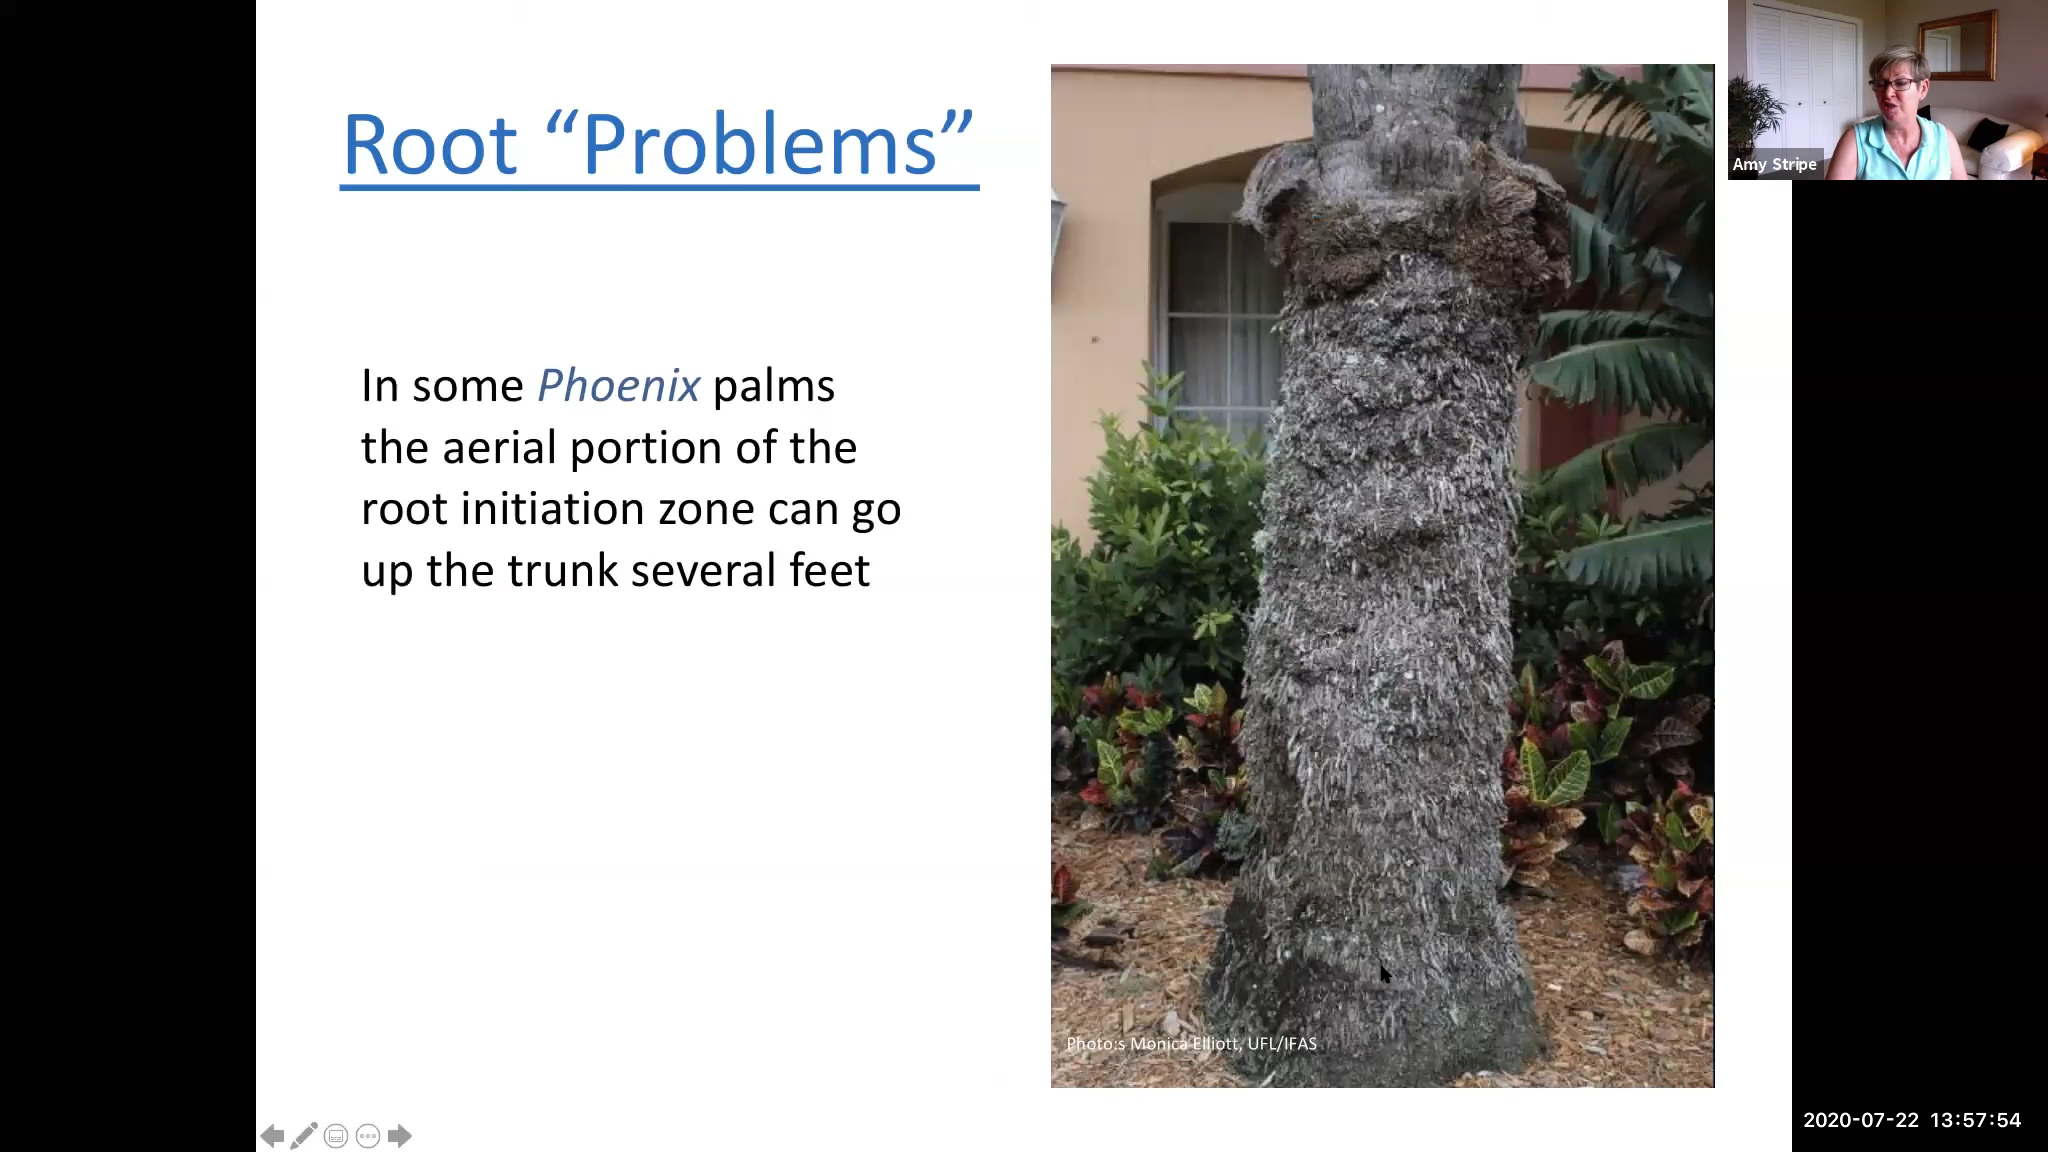 Root “Problems”
In some Phoenix palms
the aerial portion of the
root initiation zone can go
up the trunk several feet
Photo:s Monica Elliott, UFL/IFAS
Amy Stripe
2020-07-22 13:57:54